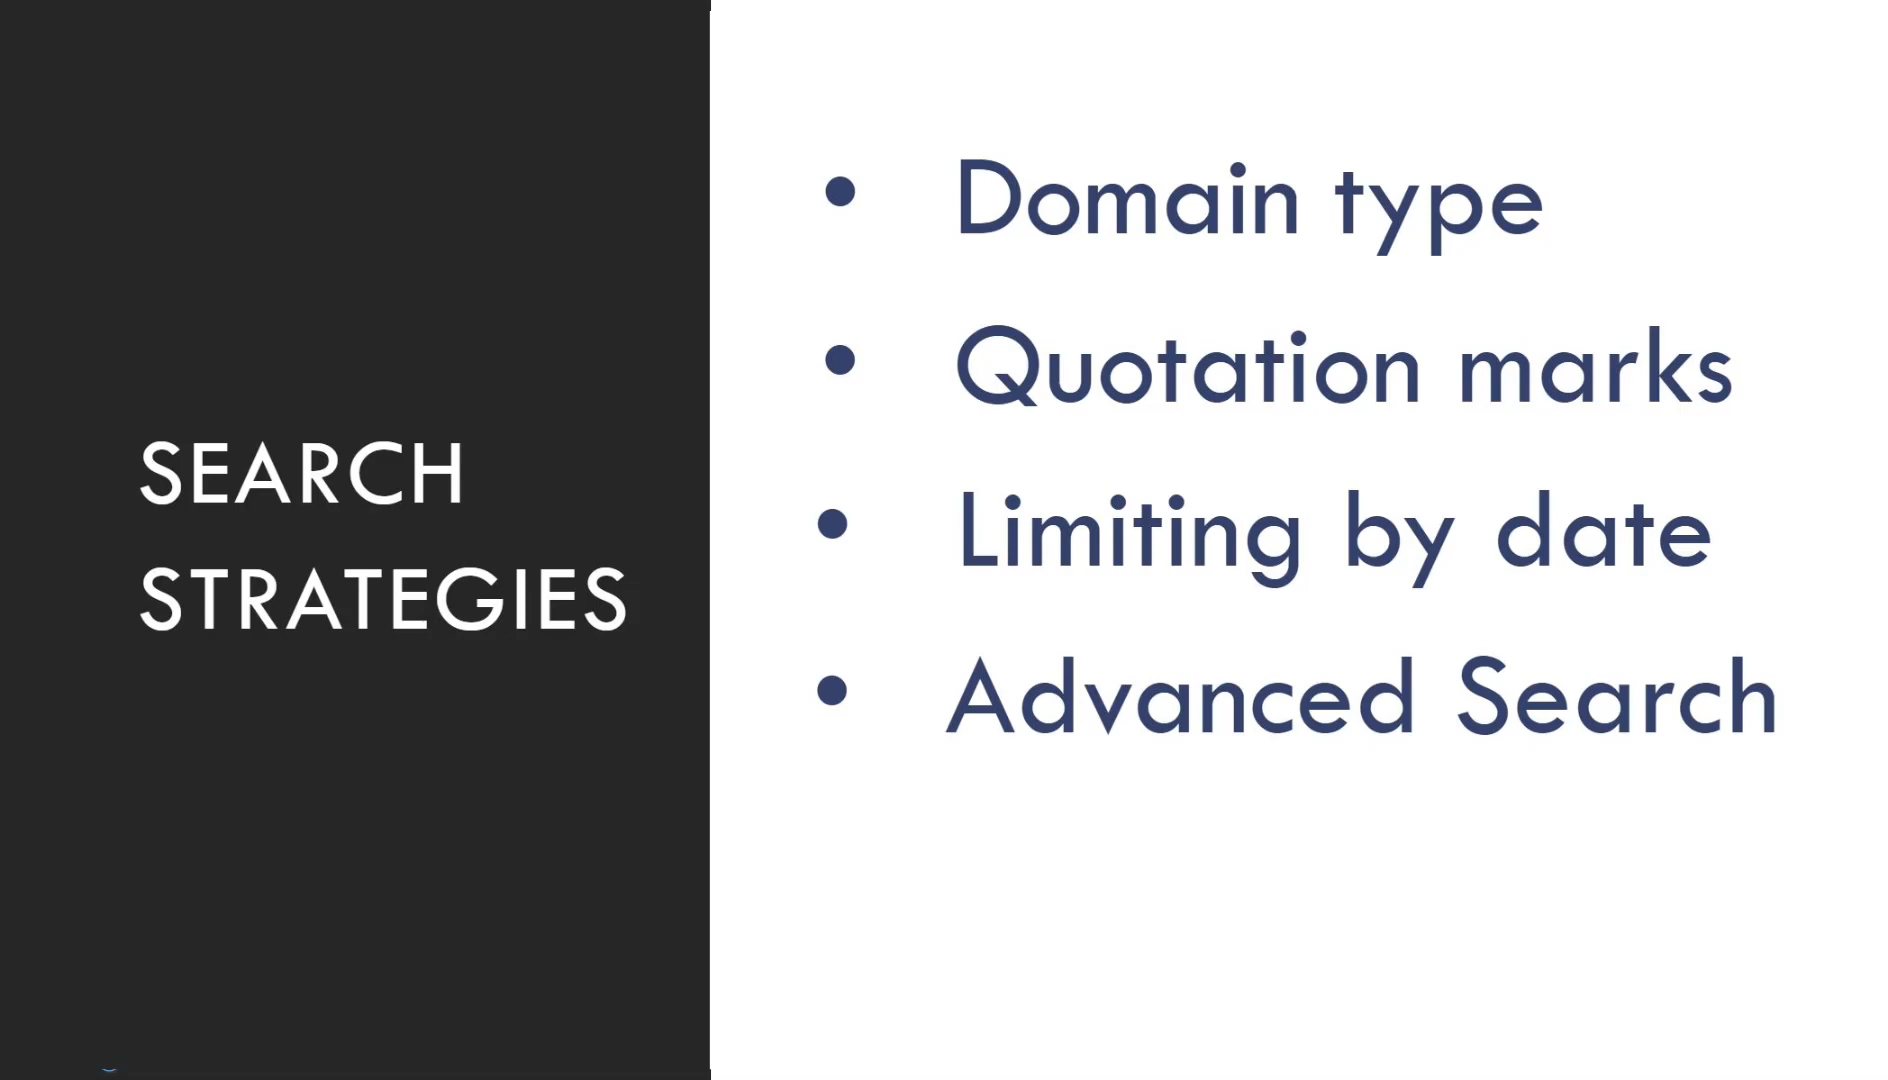 SEARCH
STRATEGIES
• Domain type
• Quotation marks
• Limiting by date
• Advanced Search